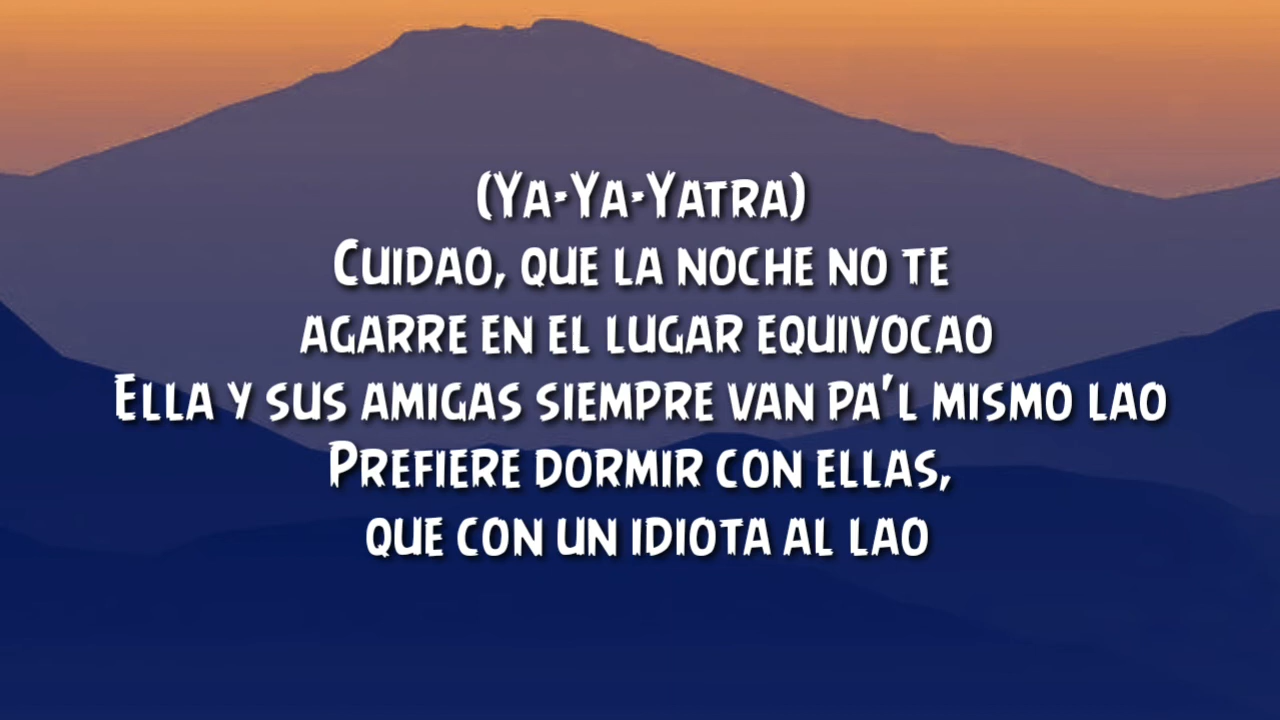 (Ya-Ya-Yatra)
Cuidao, que la noche no te
agarre en el lugar equivocao
Ella y sus amigas siempre van pa'l mismo lao
Prefiere dormir con ellas,
que con un idiota al lao